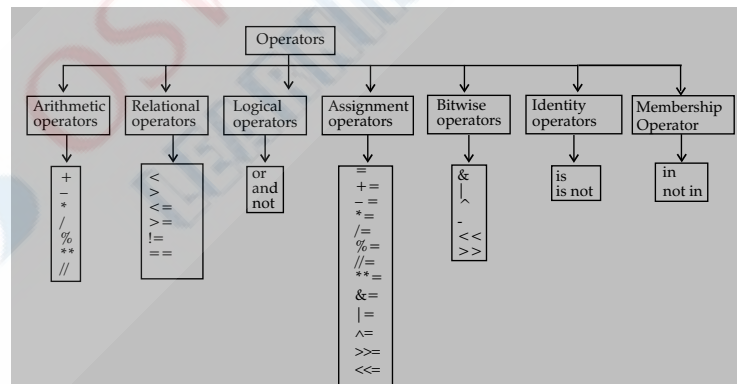 Operators
Arithmetic
operators
Relational
operators
Logical
operators
Assignment
operators
Bitwise
operators
Identity
operators
Membership
Operator
+
–
*
/
%
**
//
<
>
<=
>=
!=
==
or
and
not
=
+=
–=
*=
/=
%=
//=
**=
&=
|=
^=
>>=
<<=
&
|
^
-
<<
>>
is
is not
in
not in